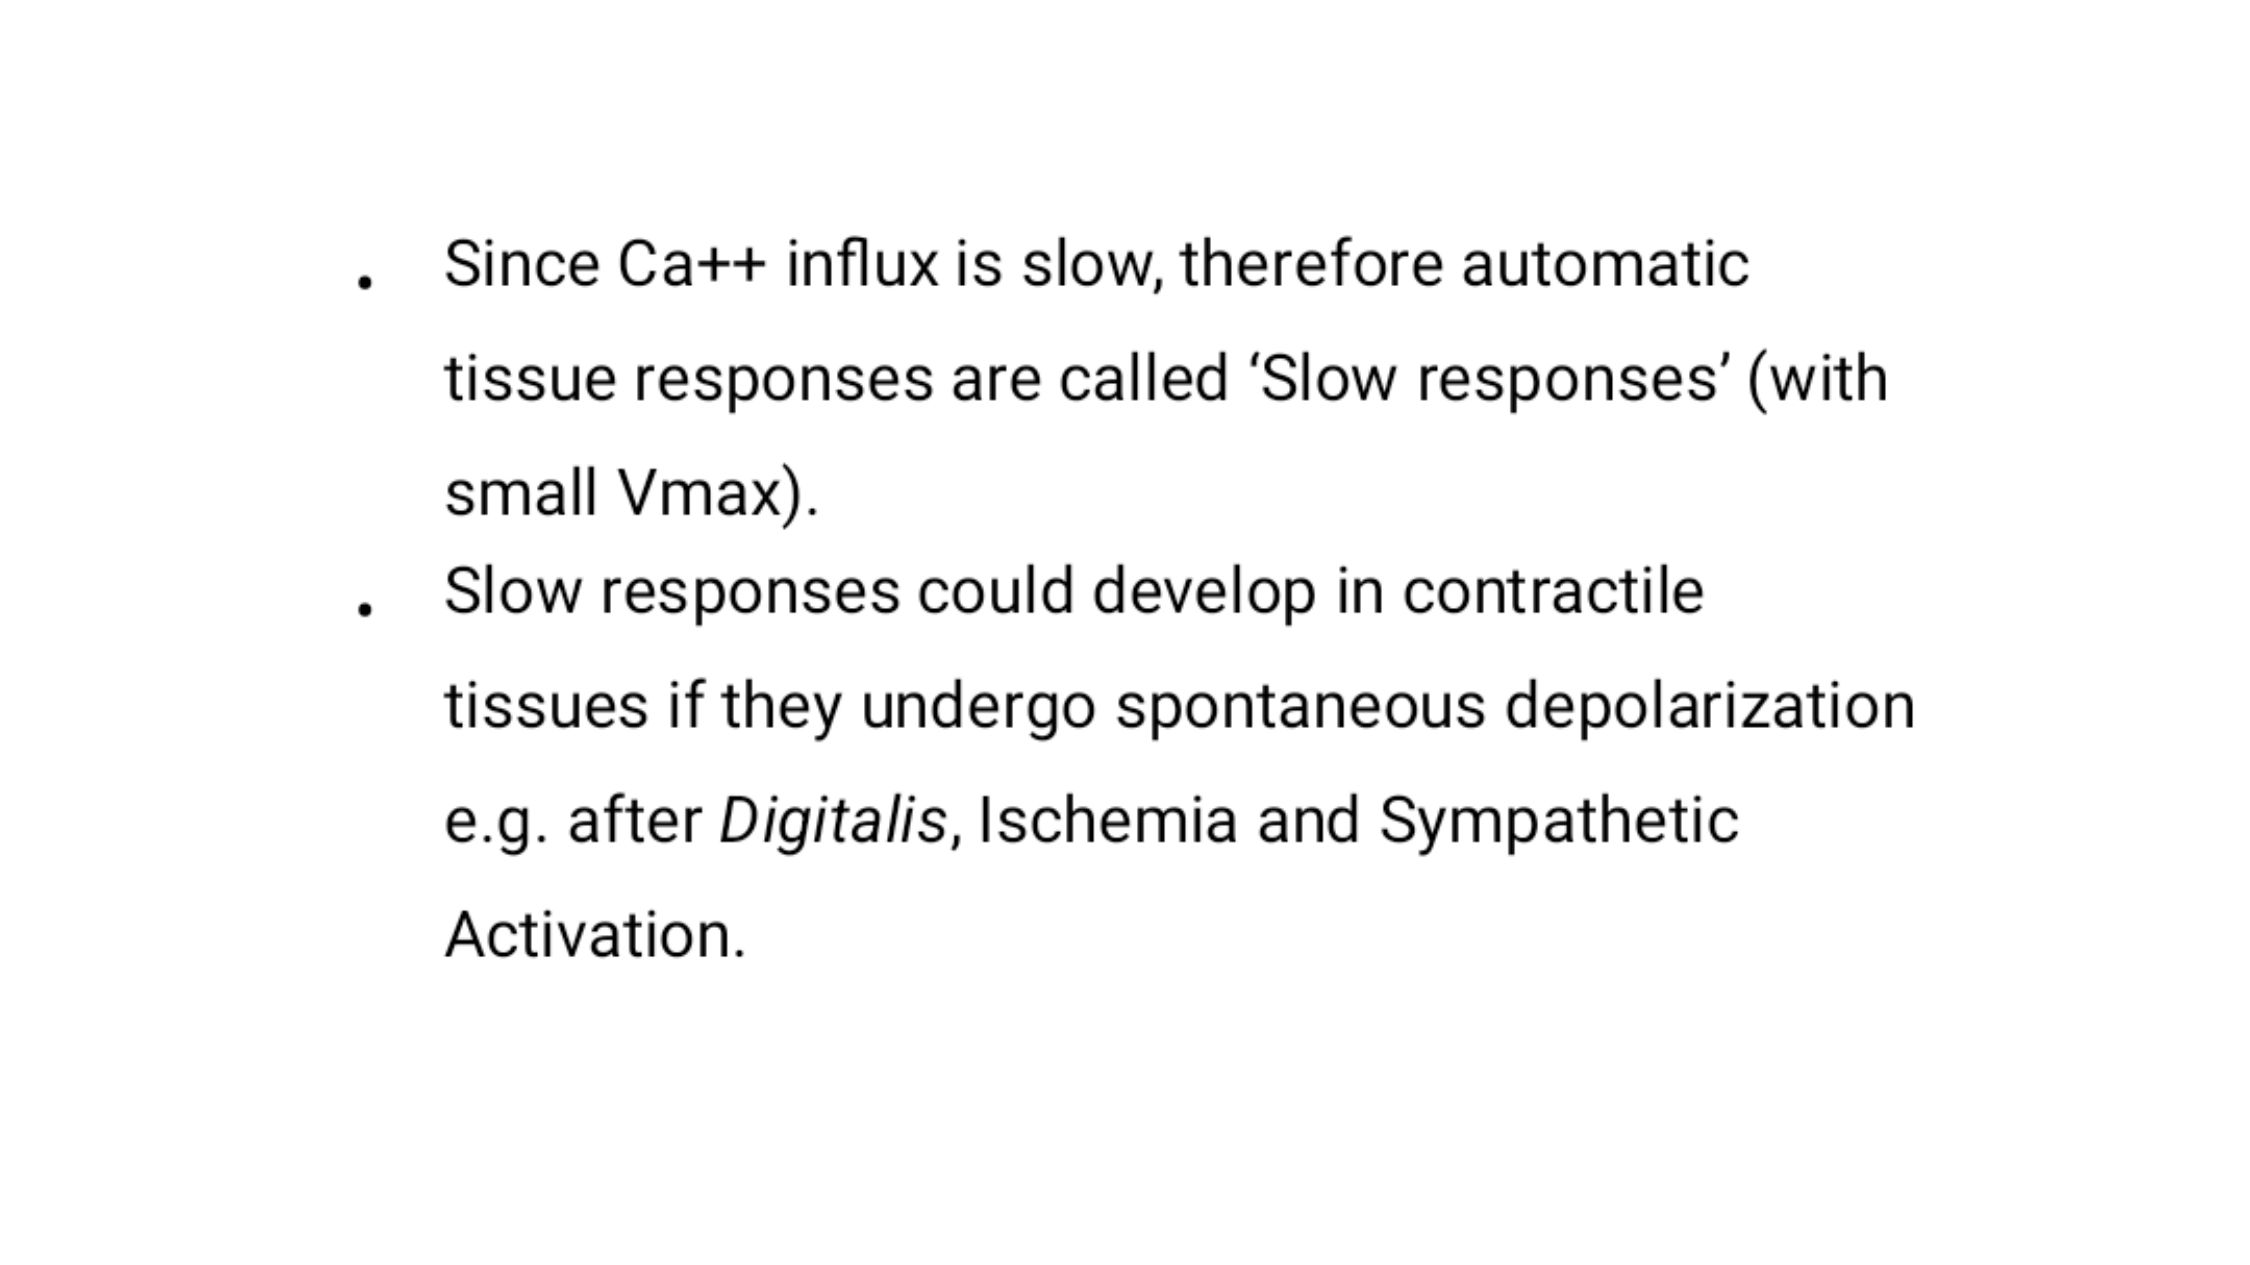 . Since Ca++ influx is slow, therefore automatic
tissue responses are called ‘Slow responses’ (with
small Vmax).
. Slow responses could develop in contractile
tissues if they undergo spontaneous depolarization
e.g. after Digitalis, Ischemia and Sympathetic
Activation.